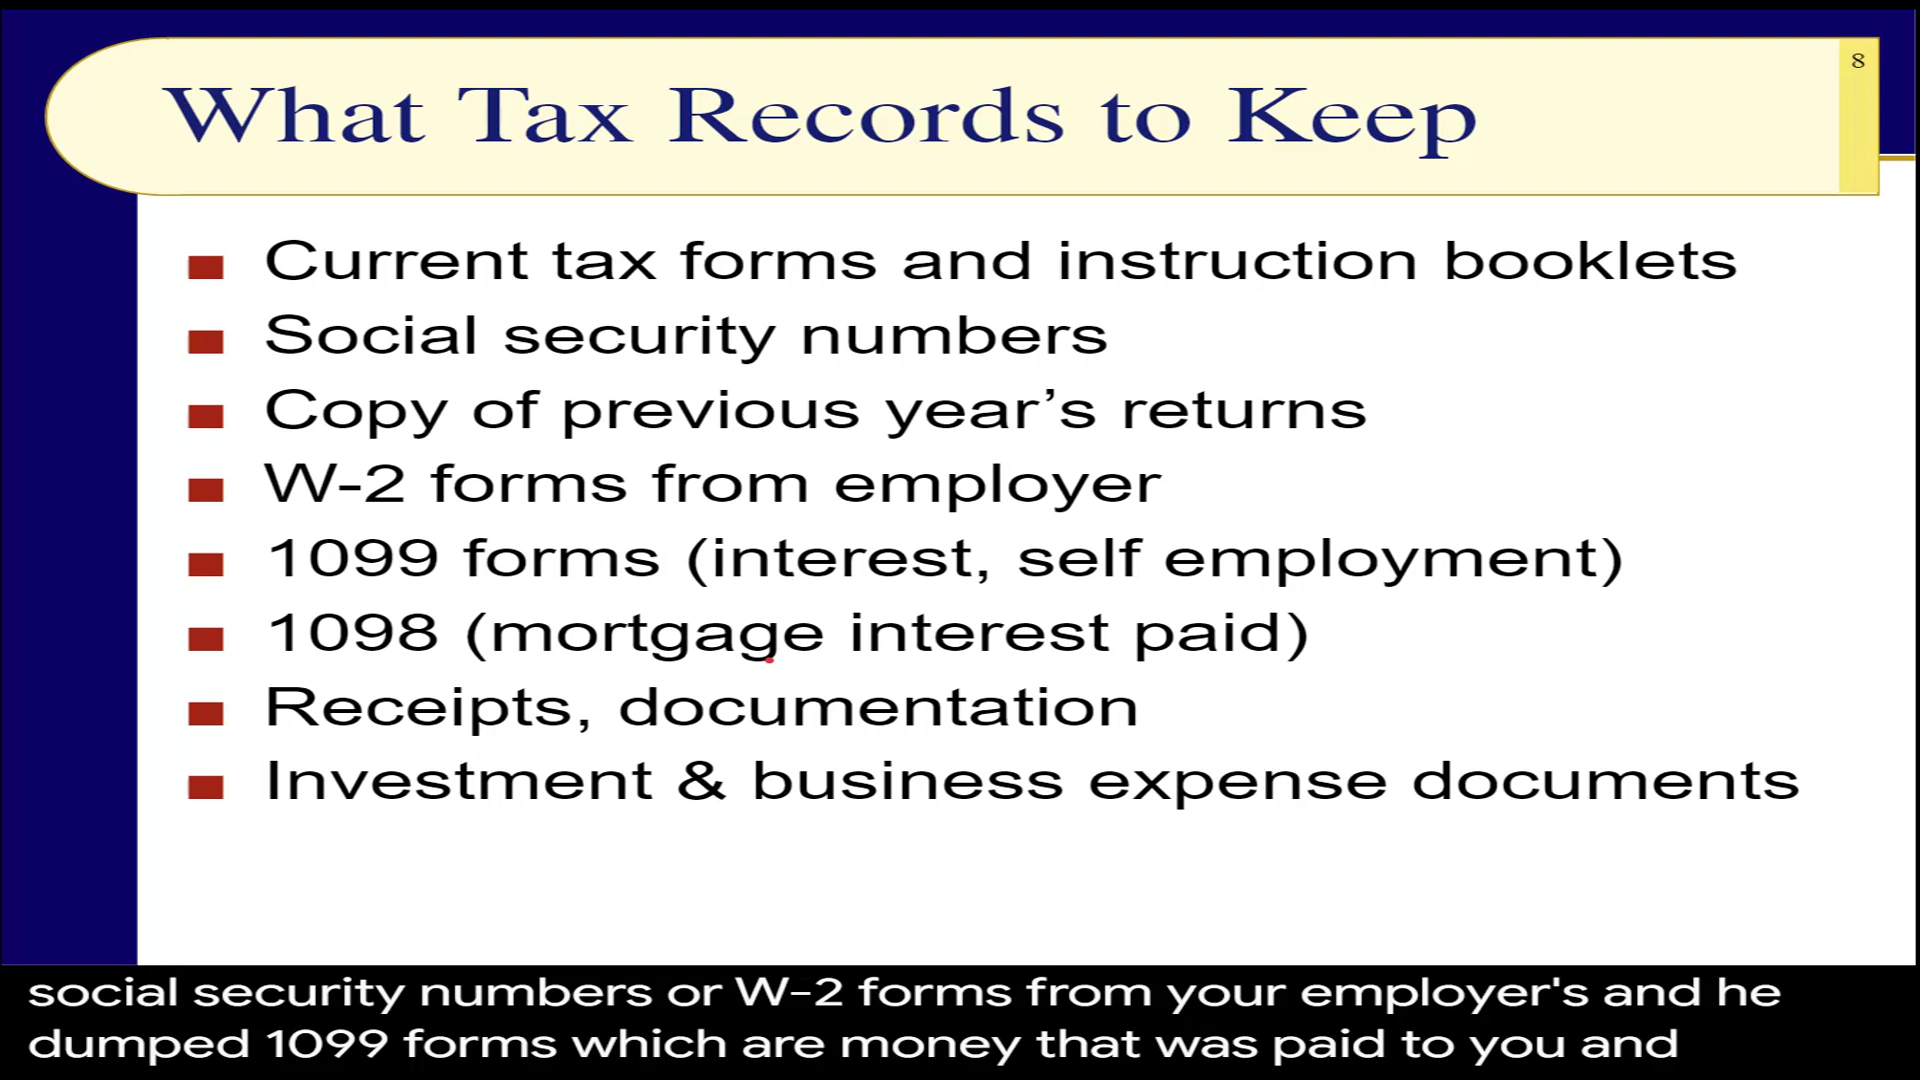 8
What Tax Records to Keep
Current tax forms and instruction booklets
Social security numbers
Copy of previous year’s returns
W-2 forms from employer
1099 forms (interest, self employment)
1098 (mortgage interest paid)
Receipts, documentation
Investment & business expense documents
social security numbers or W-2 forms from your employer's and he
dumped 1099 forms which are money that was paid to you and